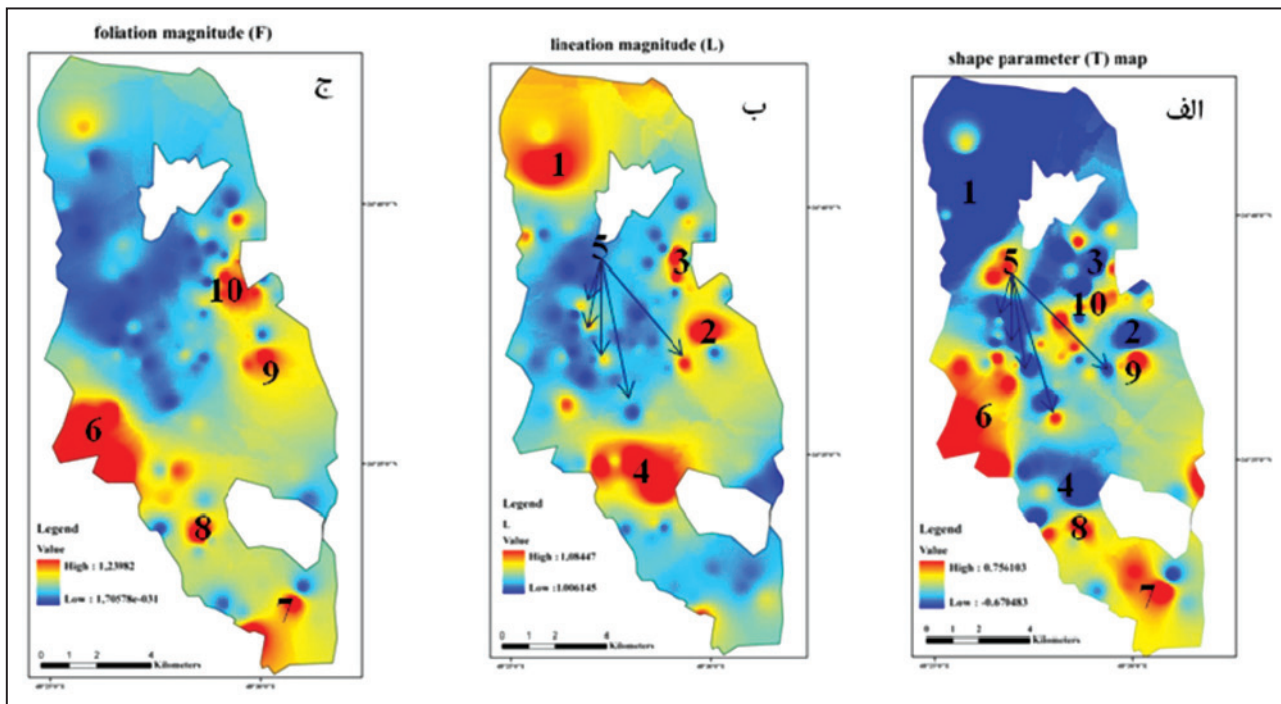 foliation magnitude (F)
ج
10
9
6
8
7
Legend
Value
High : 1,23982
Low : 1,70578e-031
0 1 2 4
Kilometers
lineation magnitude (L)
ب
1
5
3
2
4
Legend
L
Value
High : 1,08447
Low : 1.006145
0 1 2 4
Kilometers
shape parameter (T) map
الف
1
5
3
10
2
9
6
4
8
7
Legend
Value
High : 0.756103
Low : -0.670483
0 1 2 4
Kilometers